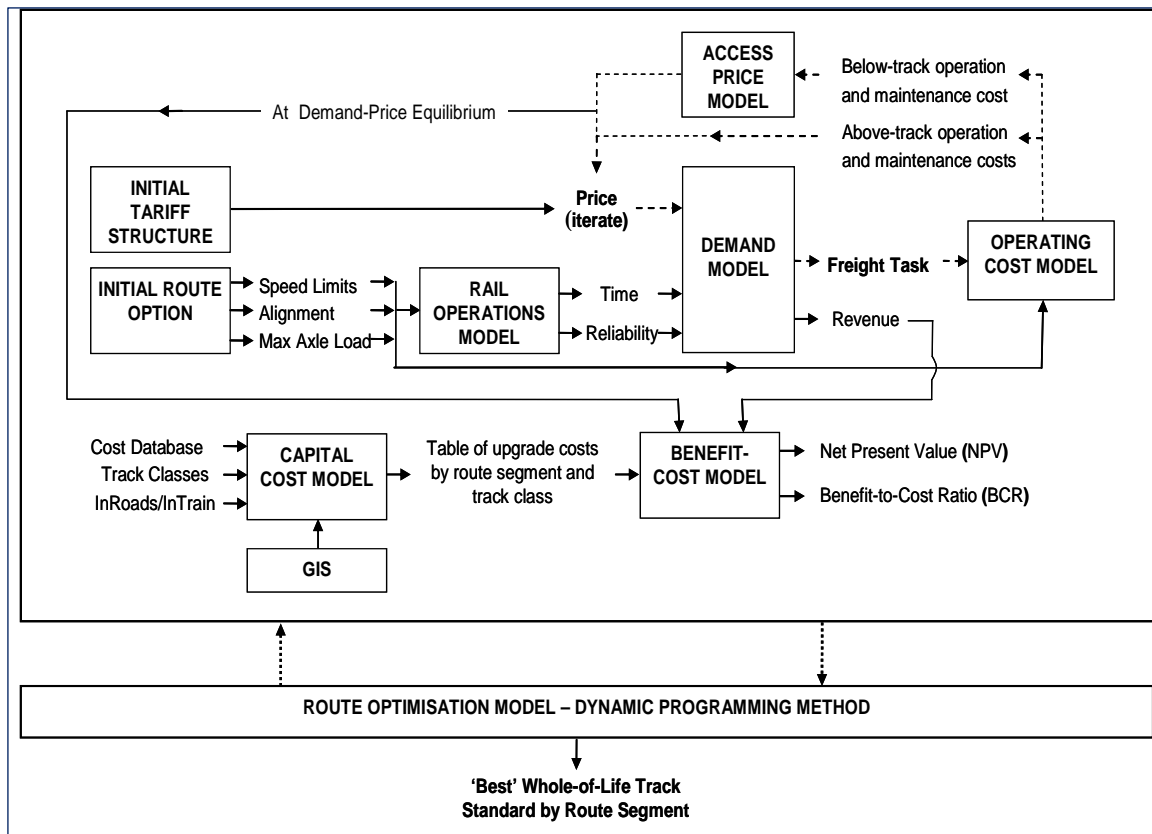 ACCESS
PRICE
MODEL
Below-track operation
and maintenance cost
At Demand-Price Equilibrium
Above-track operation
and maintenance costs
INITIAL
TARIFF
STRUCTURE
Price
(iterate)
DEMAND
MODEL
Freight Task
OPERATING
COST MODEL
INITIAL ROUTE
OPTION
Speed Limits
Alignment
Max Axle Load
RAIL
OPERATIONS
MODEL
Time
Reliability
Revenue
Cost Database
Track Classes
InRoads/InTrain
CAPITAL
COST MODEL
Table of upgrade costs
by route segment and
track class
BENEFIT-
COST MODEL
Net Present Value (NPV)
Benefit-to-Cost Ratio (BCR)
GIS
ROUTE OPTIMISATION MODEL – DYNAMIC PROGRAMMING METHOD
‘Best’ Whole-of-Life Track
Standard by Route Segment